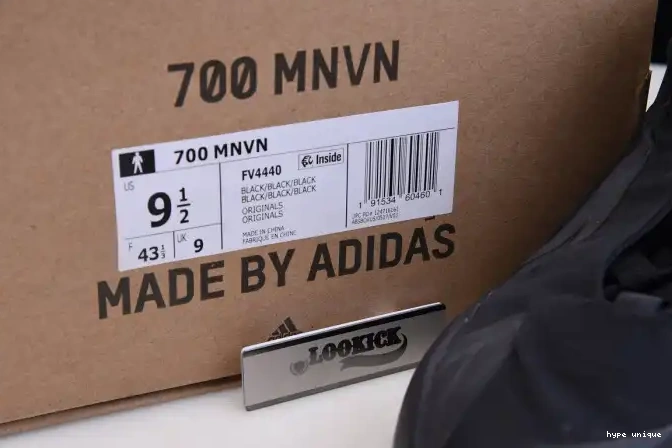 700 MNVN
700 MNVN
US
9 1/2
F
43 1/3
UK
9
FV4440
Inside
BLACK/BLACK/BLACK
BLACK/BLACK/BLACK
ORIGINALS
ORIGINALS
MADE IN CHINA
FABRIQUE EN CHINE
1 91534 60460 1
MADE BY ADIDAS
adidas
LOOKICK
hype unique